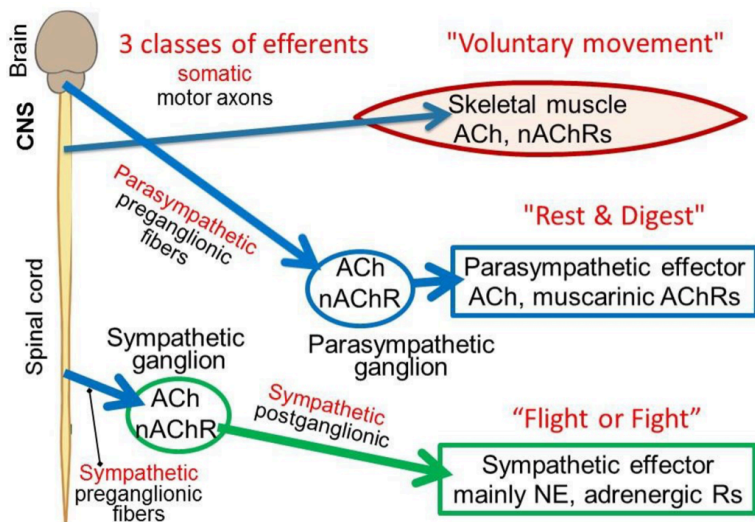 Brain
CNS
Spinal cord
3 classes of efferents
somatic
motor axons
"Voluntary movement"
Skeletal muscle
ACh, nAChRs
Parasympathetic
preganglionic
fibers
"Rest & Digest"
ACh
nAChR
Parasympathetic
ganglion
Parasympathetic effector
ACh, muscarinic AChRs
Sympathetic
ganglion
ACh
nAChR
Sympathetic
preganglionic
fibers
Sympathetic
postganglionic
“Flight or Fight”
Sympathetic effector
mainly NE, adrenergic Rs